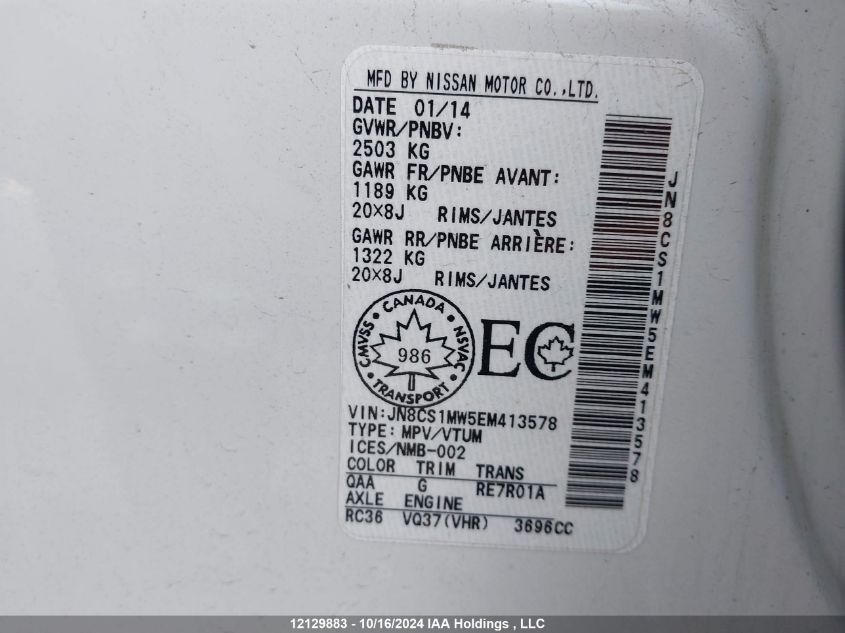 MFD BY NISSAN MOTOR CO.,LTD.
DATE 01/14
GVWR/PNBV:
2503 KG
GAWR FR/PNBE AVANT:
1189 KG
20×8J RIMS/JANTES
GAWR RR/PNBE ARRIÈRE:
1322 KG
20×8J RIMS/JANTES
CANADA
CMVSS 986 NSVAC
TRANSPORT
EC
VIN:JN8CS1MW5EM413578
TYPE:MPV/VTUM
ICES/NMB-002
COLOR TRIM TRANS
QAA G RE7R01A
AXLE ENGINE
RC36 VQ37(VHR) 3696CC
JN8CS1MW5EM413578
12129883 - 10/16/2024 IAA Holdings , LLC